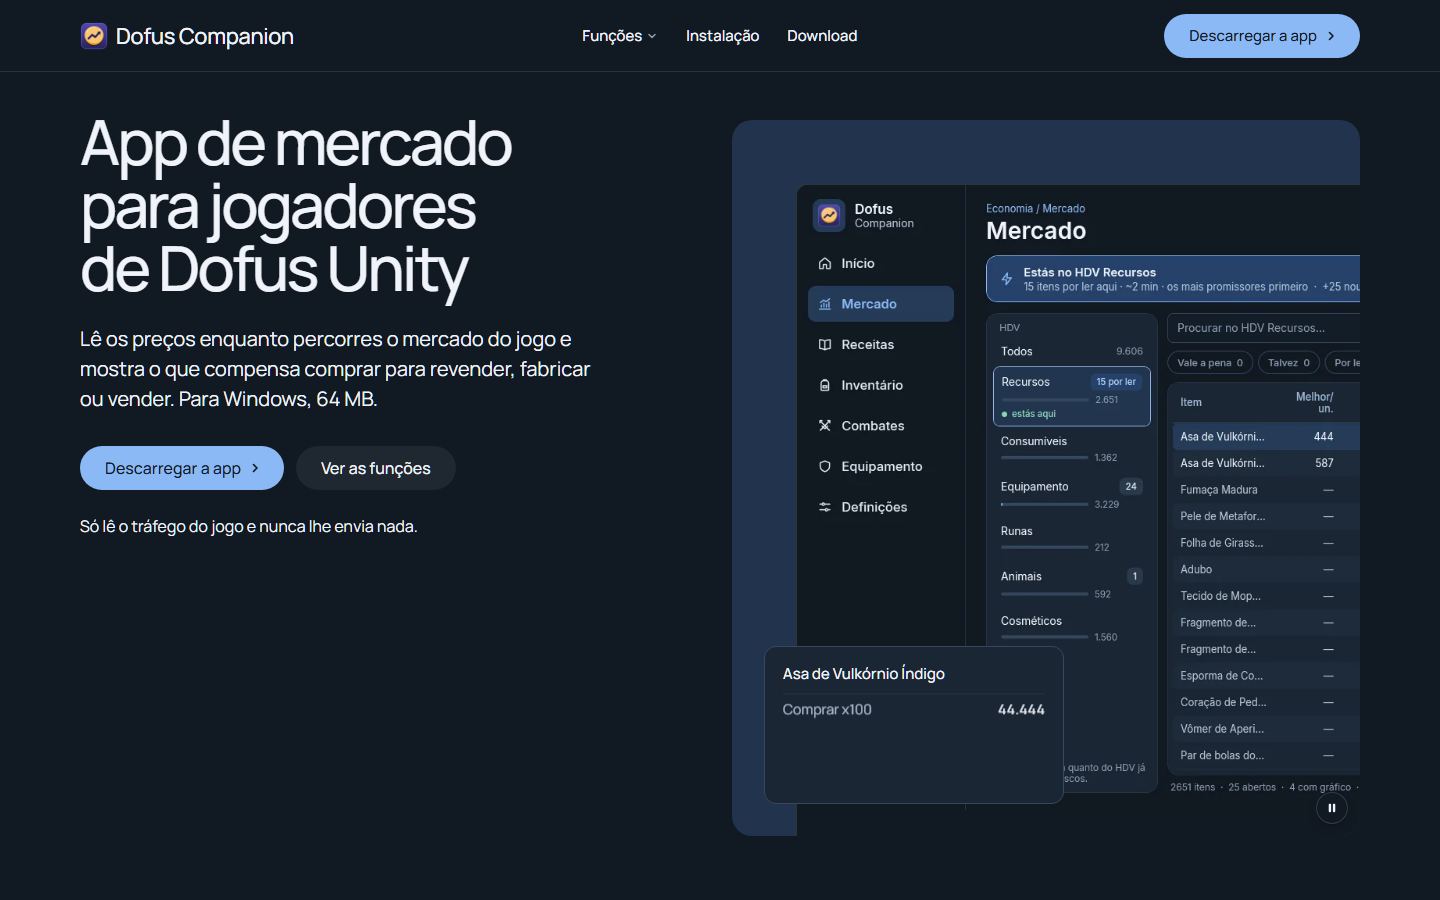 Dofus Companion
Funções
Instalação
Download
Descarregar a app
App de mercado
para jogadores
de Dofus Unity
Lê os preços enquanto percorres o mercado do jogo e
mostra o que compensa comprar para revender, fabricar
ou vender. Para Windows, 64 MB.
Descarregar a app
Ver as funções
Só lê o tráfego do jogo e nunca lhe envia nada.
Dofus
Companion
Início
Mercado
Receitas
Inventário
Combates
Equipamento
Definições
Economia / Mercado
Mercado
Estás no HDV Recursos
15 itens por ler aqui · ~2 min · os mais promissores primeiro · +25 nou
HDV
Todos 9.606
Recursos 15 por ler
2.651
estás aqui
Consumíveis
1.362
Equipamento 24
3.229
Runas
212
Animais 1
592
Cosméticos
1.560
quanto do HDV já
scos.
Procurar no HDV Recursos...
Vale a pena 0
Talvez 0
Por le
Item Melhor/
un.
Asa de Vulkórni... 444
Asa de Vulkórni... 587
Fumaça Madura —
Pele de Metafor... —
Folha de Girass... —
Adubo —
Tecido de Mop... —
Fragmento de... —
Fragmento de... —
Esporma de Co... —
Coração de Ped... —
Vômer de Aperi... —
Par de bolas do... —
2651 itens · 25 abertos · 4 com gráfico ·
Asa de Vulkórnio Índigo
Comprar x100 44.444